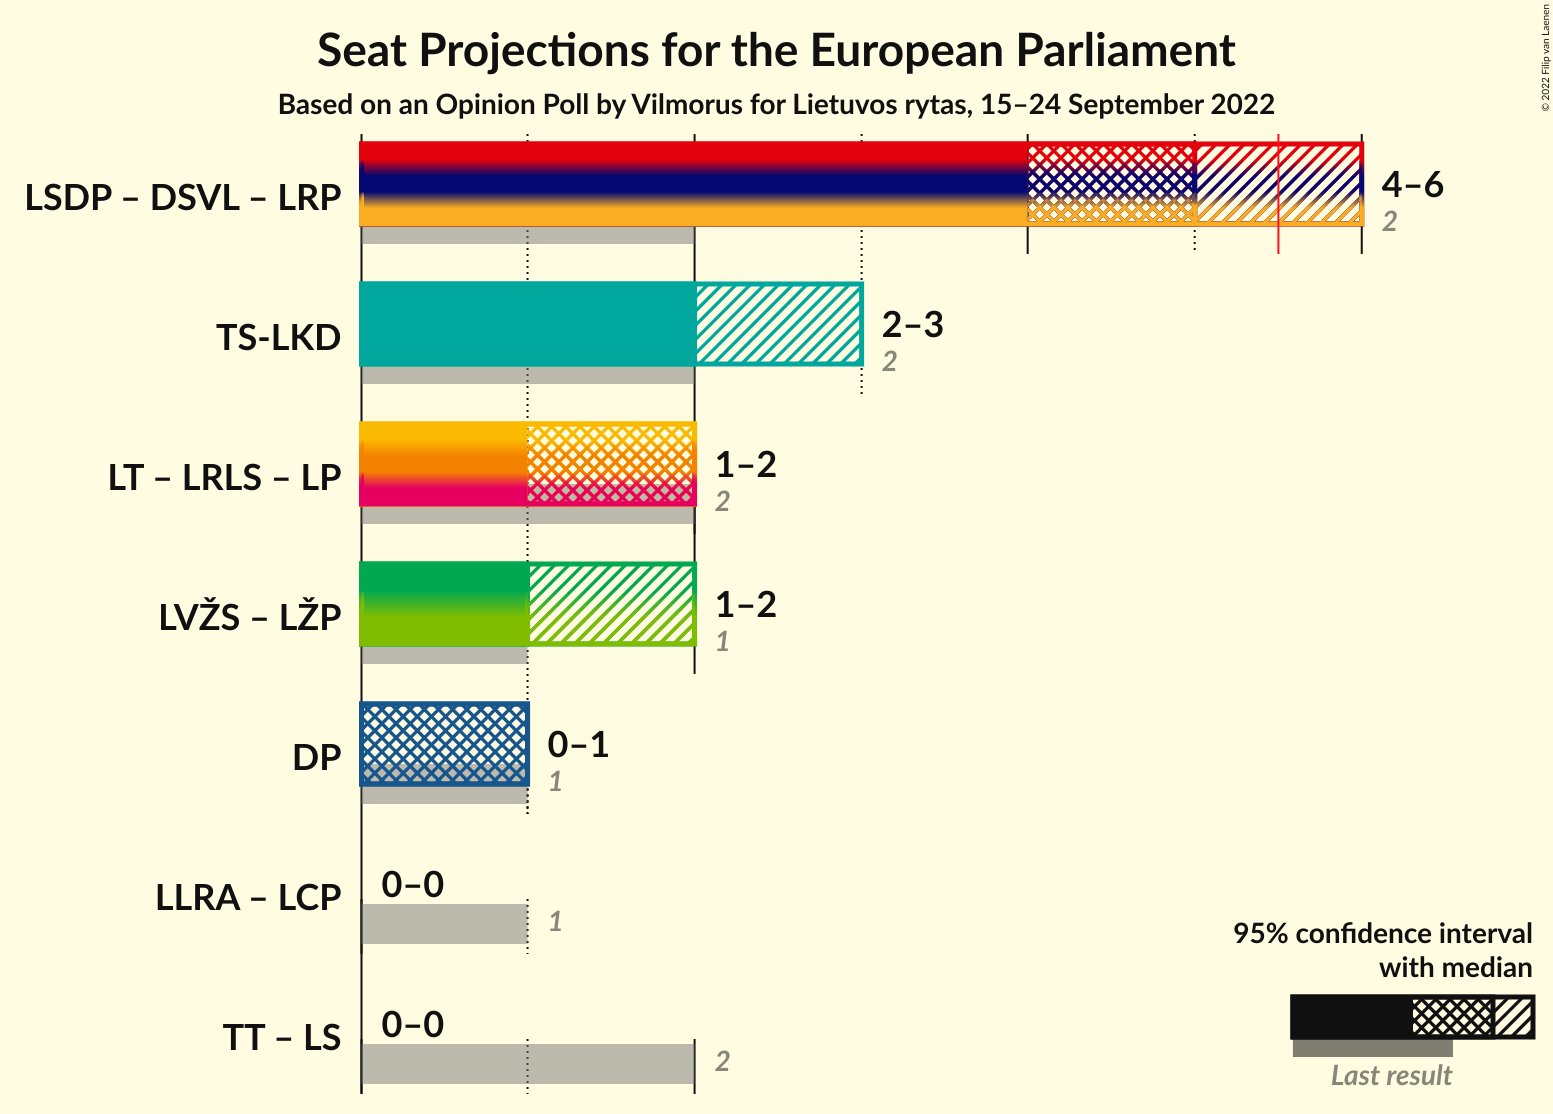 Seat Projections for the European Parliament
Based on an Opinion Poll by Vilmorus for Lietuvos rytas, 15–24 September 2022
© 2022 Filip van Laenen
LSDP – DSVL – LRP
4–6
2
TS-LKD
2–3
2
LT – LRLS – LP
1–2
2
LVŽS – LŽP
1–2
1
DP
0–1
1
LLRA – LCP
0–0
1
TT – LS
0–0
2
95% confidence interval
with median
Last result